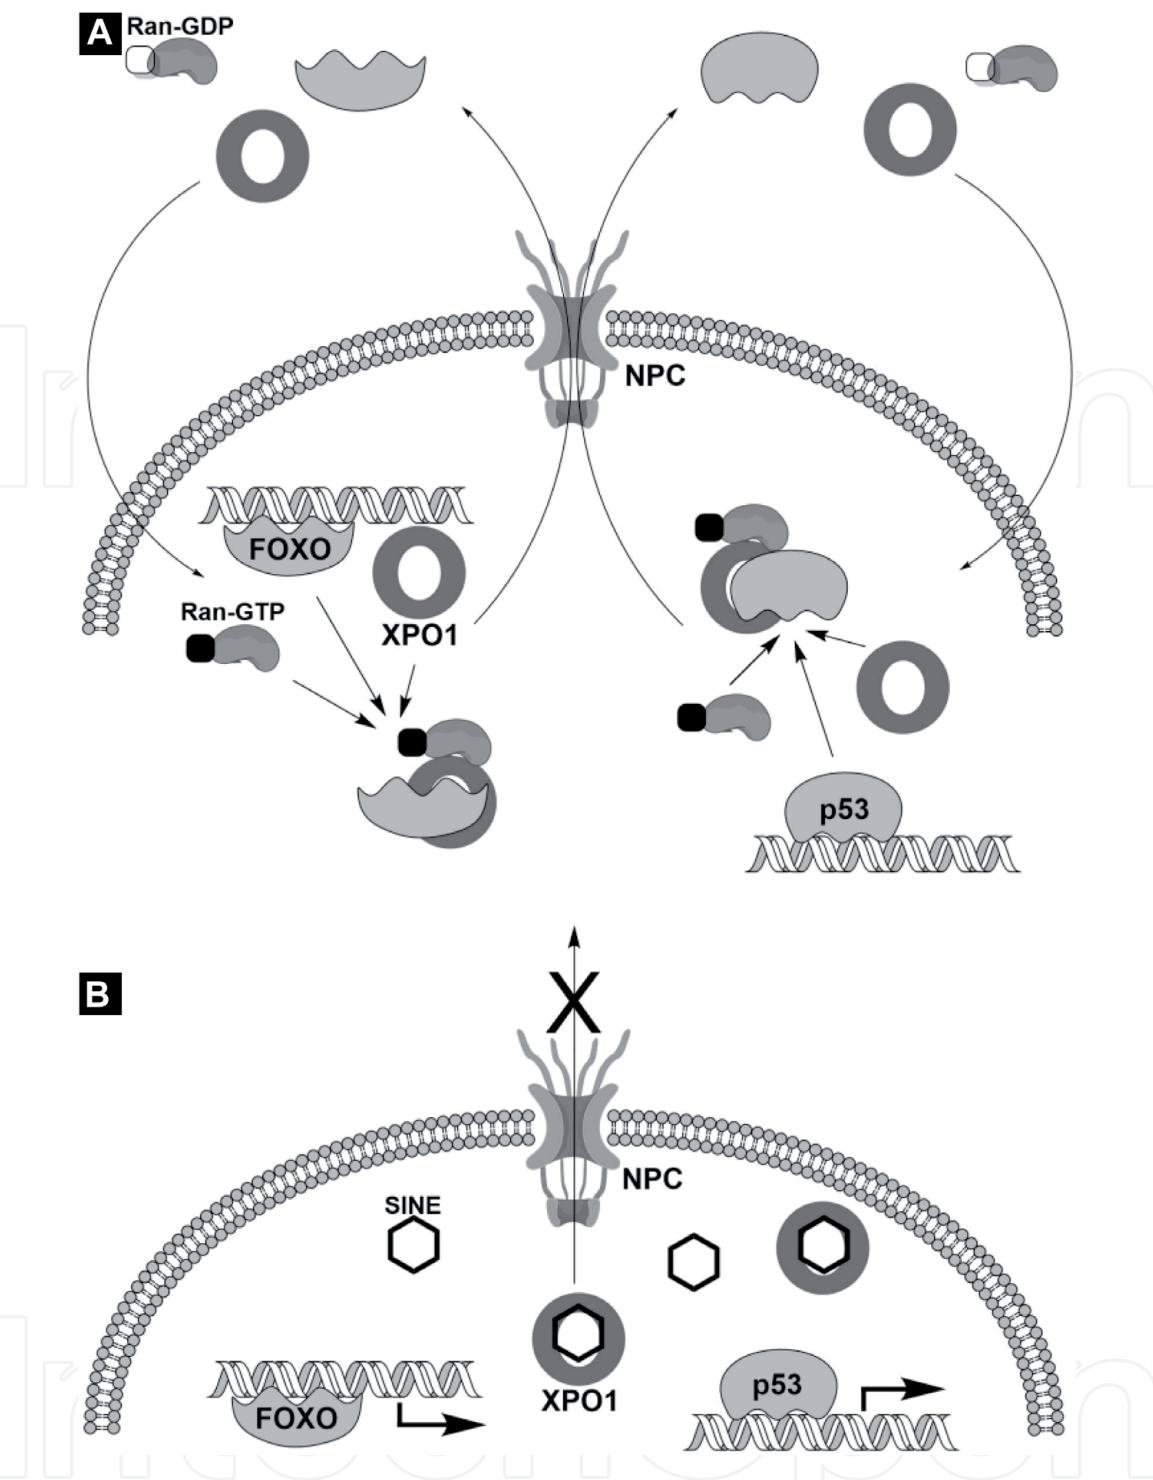 A
Ran-GDP
NPC
FOXO
Ran-GTP
XPO1
p53
B
X
NPC
SINE
XPO1
p53
FOXO